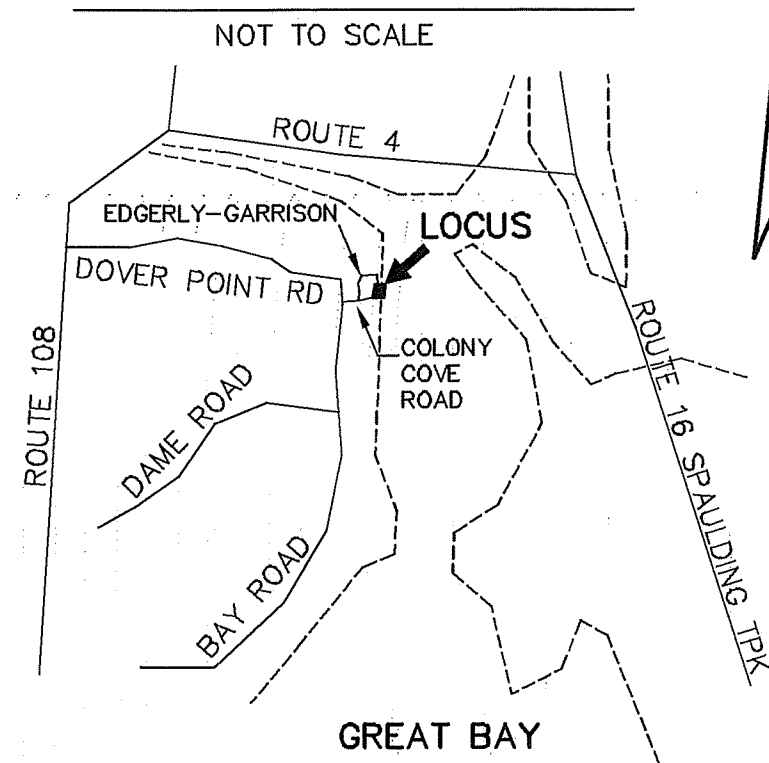 NOT TO SCALE
ROUTE 4
EDGERLY-GARRISON
LOCUS
DOVER POINT RD
COLONY
COVE
ROAD
ROUTE 108
DAME ROAD
ROUTE 16 SPAULDING TPK
BAY ROAD
GREAT BAY